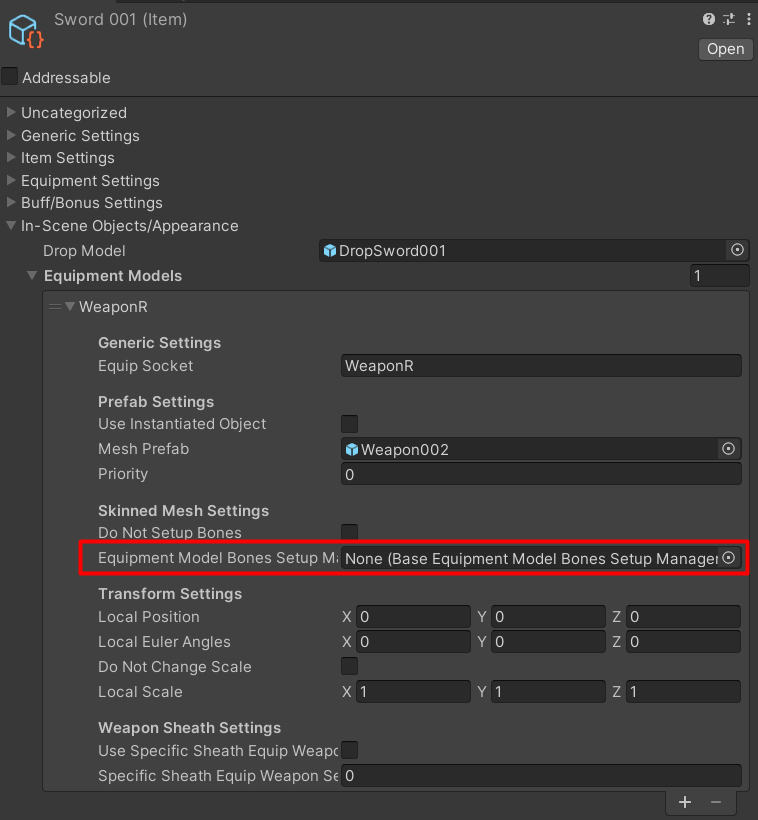 Sword 001 (Item)
Open
Addressable
Uncategorized
Generic Settings
Item Settings
Equipment Settings
Buff/Bonus Settings
In-Scene Objects/Appearance
Drop Model DropSword001
Equipment Models 1
WeaponR
Generic Settings
Equip Socket WeaponR
Prefab Settings
Use Instantiated Object
Mesh Prefab Weapon002
Priority 0
Skinned Mesh Settings
Do Not Setup Bones
Equipment Model Bones Setup Ma None (Base Equipment Model Bones Setup Manager
Transform Settings
Local Position X 0 Y 0 Z 0
Local Euler Angles X 0 Y 0 Z 0
Do Not Change Scale
Local Scale X 1 Y 1 Z 1
Weapon Sheath Settings
Use Specific Sheath Equip Weapo
Specific Sheath Equip Weapon Se 0